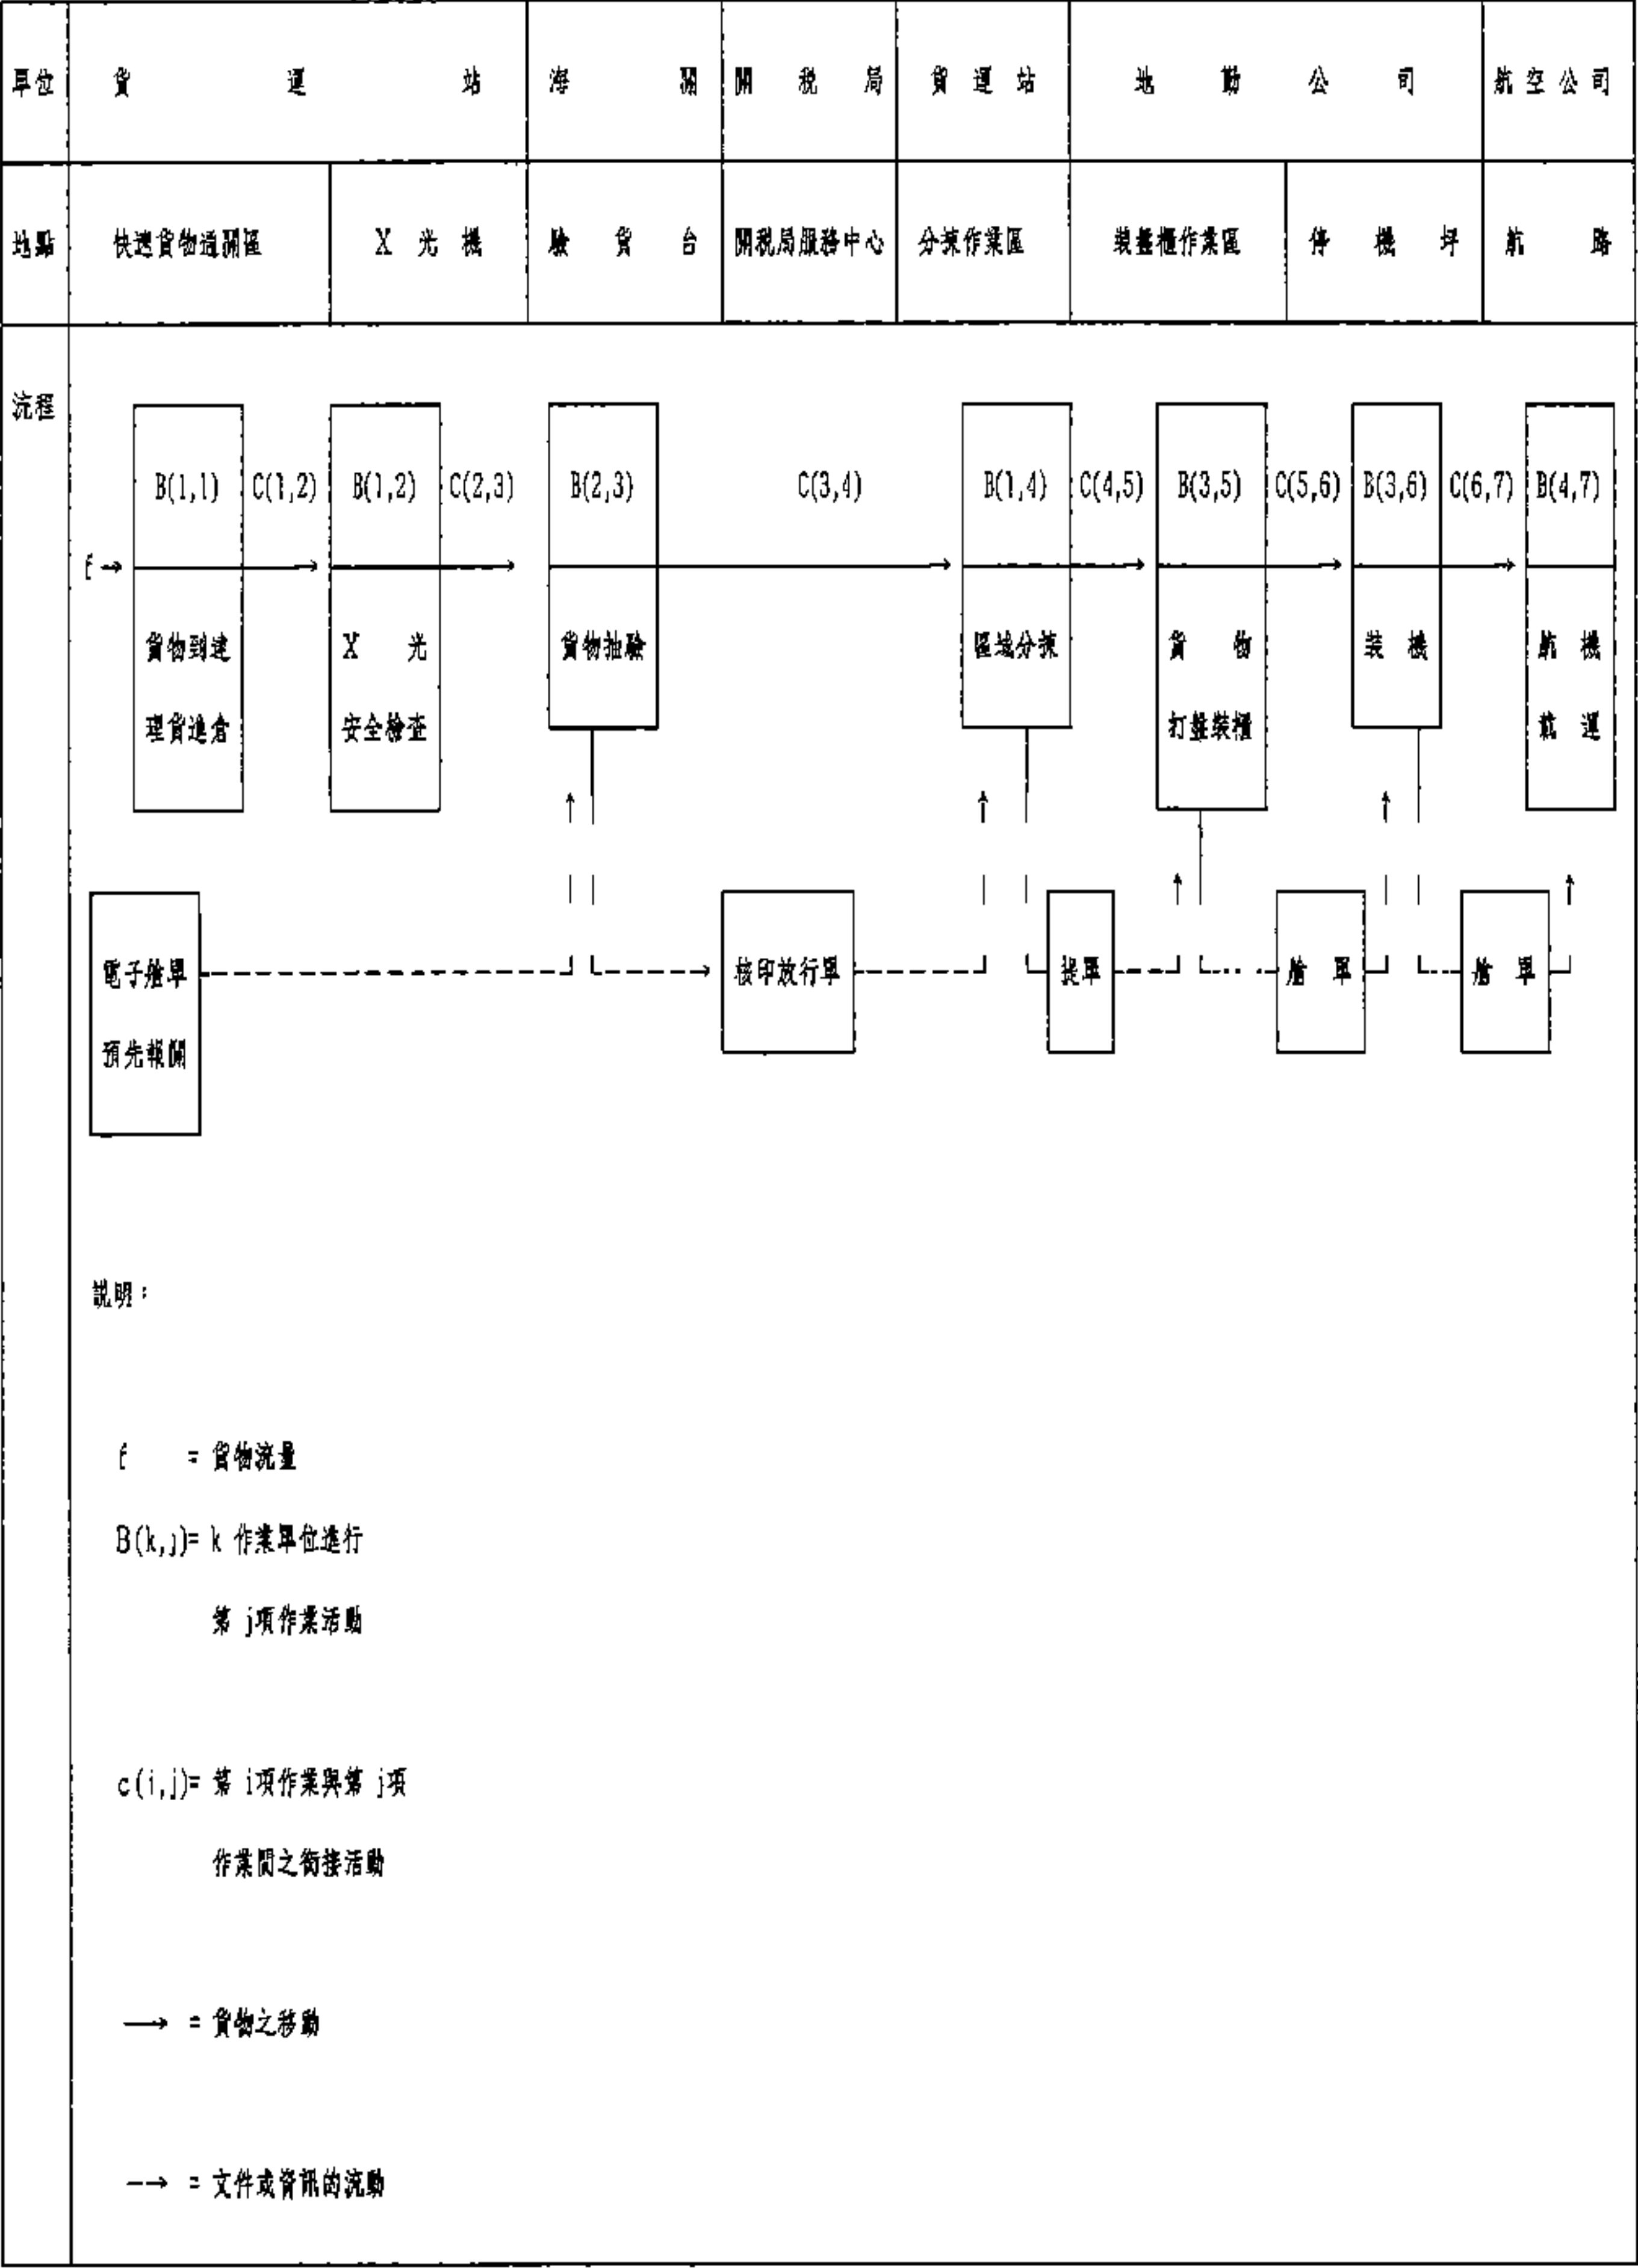 單位 貨運站 海關 關稅局 貨運站 地勤公司 航空公司
地點 快速貨物通關區 X光機 驗貨台 關稅局服務中心 分揀作業區 裝盤櫃作業區 停機坪 航路
流程
B(1,1) C(1,2) B(1,2) C(2,3) B(2,3) C(3,4) B(1,4) C(4,5) B(3,5) C(5,6) B(3,6) C(6,7) B(4,7)
f→
貨物到達 X光 貨物抽驗 區域分揀 貨物 裝機 航機
理貨進倉 安全檢查 打盤裝櫃 載運
電子艙單 核印放行單 提單 艙單 艙單
預先報關
說明：
f = 貨物流量
B(k,j)= k 作業單位進行
第 j項作業活動
c(i,j)= 第 i項作業與第 j項
作業間之銜接活動
→ = 貨物之移動
--→ = 文件或資訊的流動